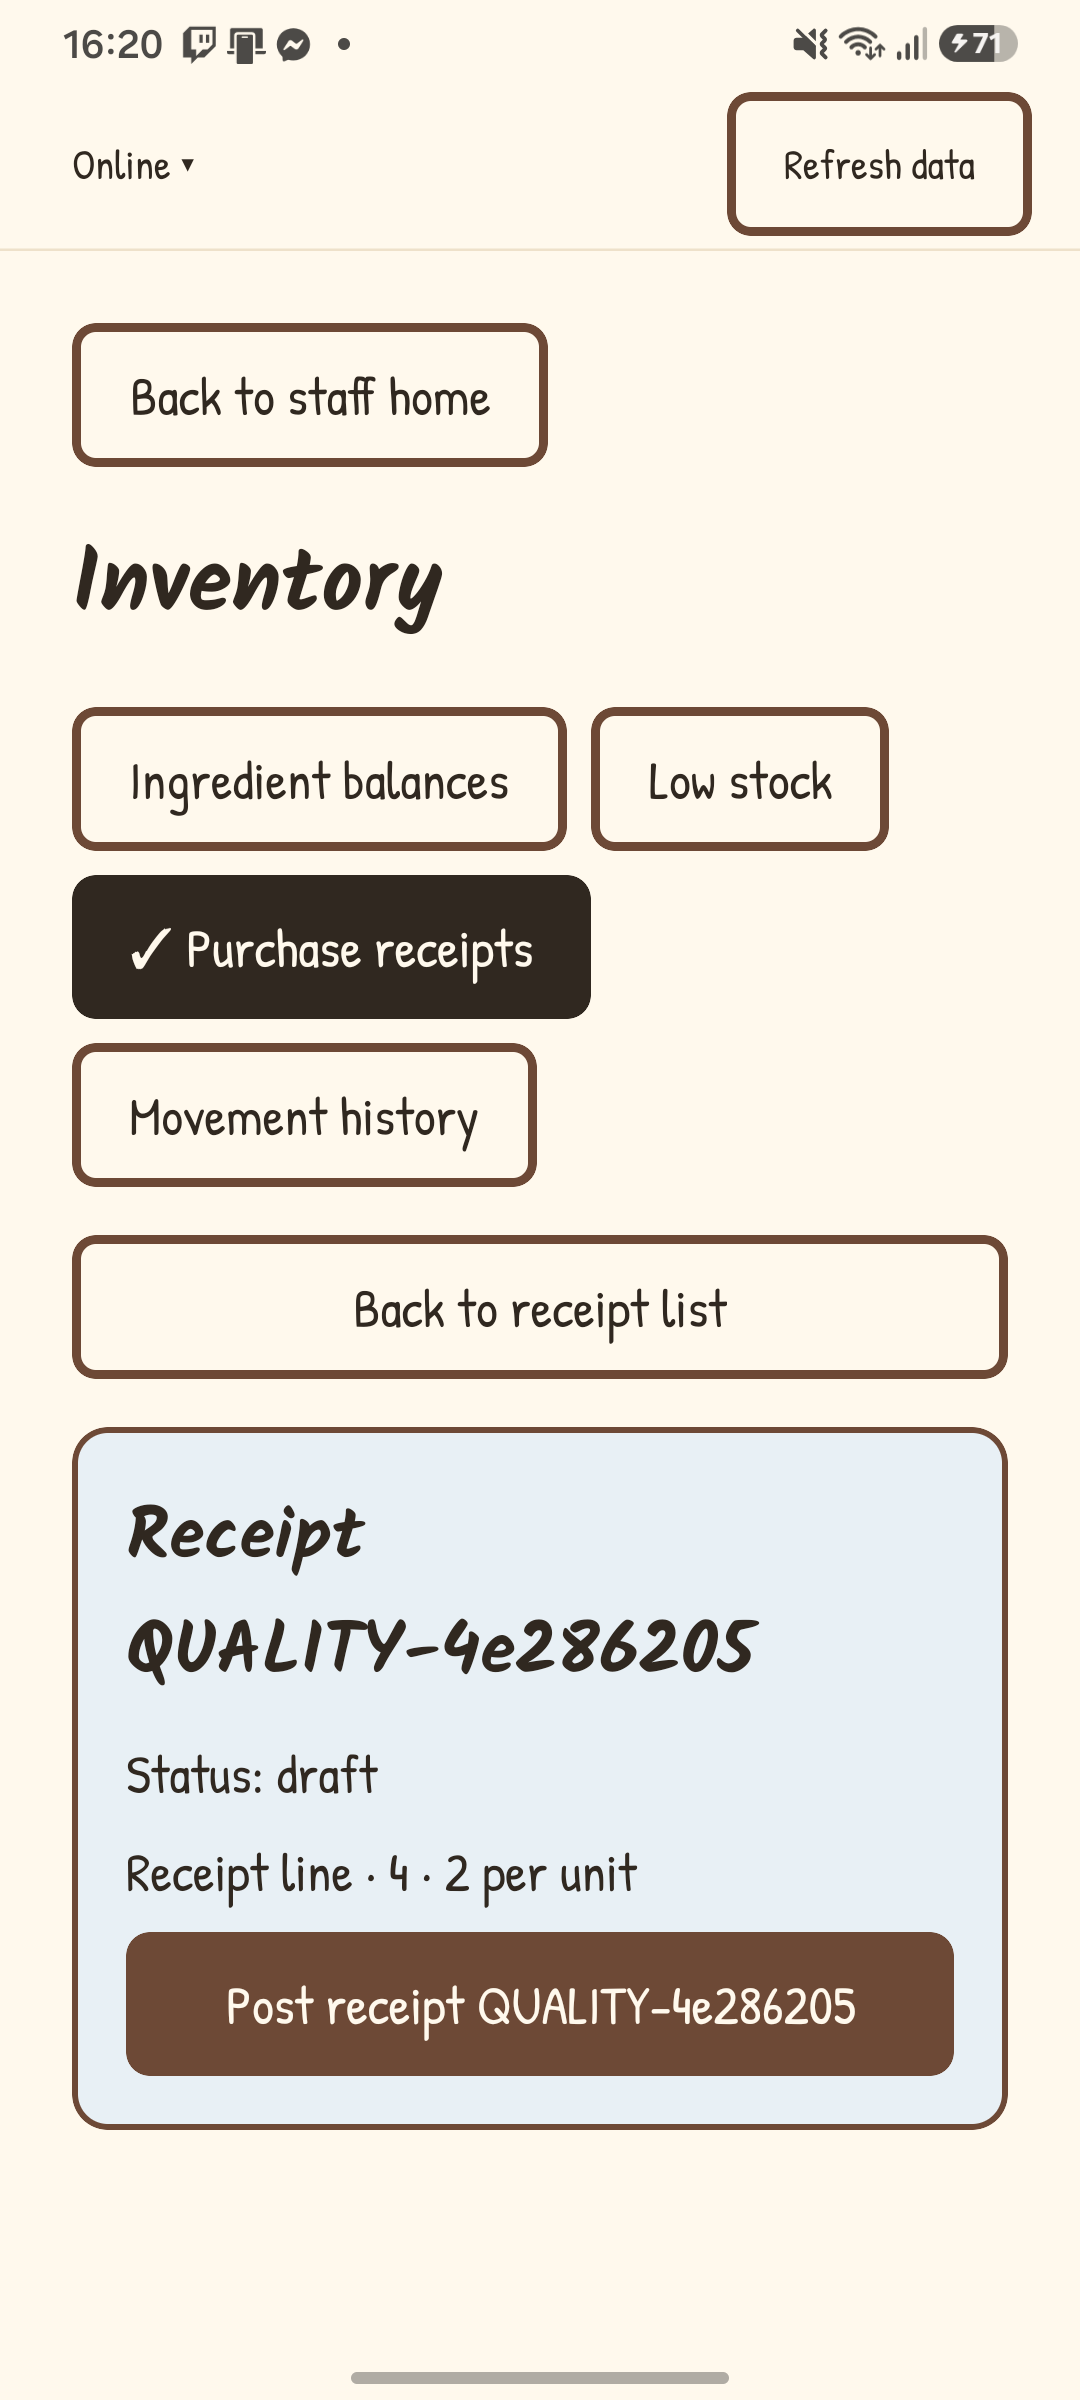 16:20
71
Online ▾
Refresh data
Back to staff home
Inventory
Ingredient balances
Low stock
✓ Purchase receipts
Movement history
Back to receipt list
Receipt
QUALITY-4e286205
Status: draft
Receipt line · 4 · 2 per unit
Post receipt QUALITY-4e286205